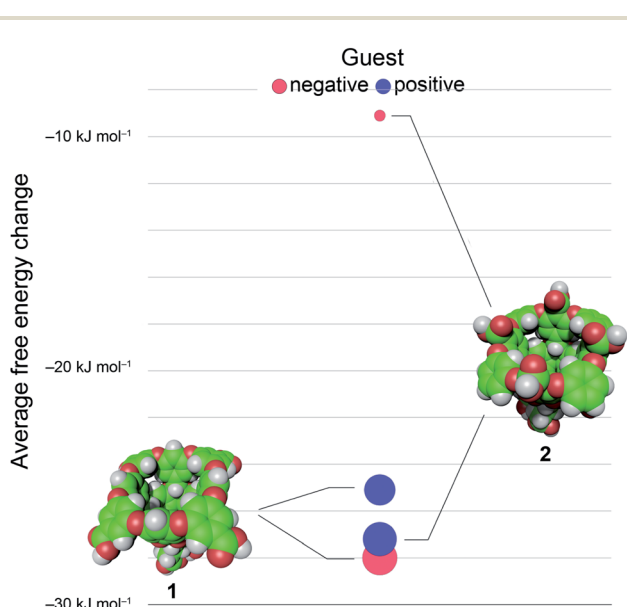 Guest
negative positive
–10 kJ mol⁻¹
Average free energy change
–20 kJ mol⁻¹
2
1
–30 kJ mol⁻¹